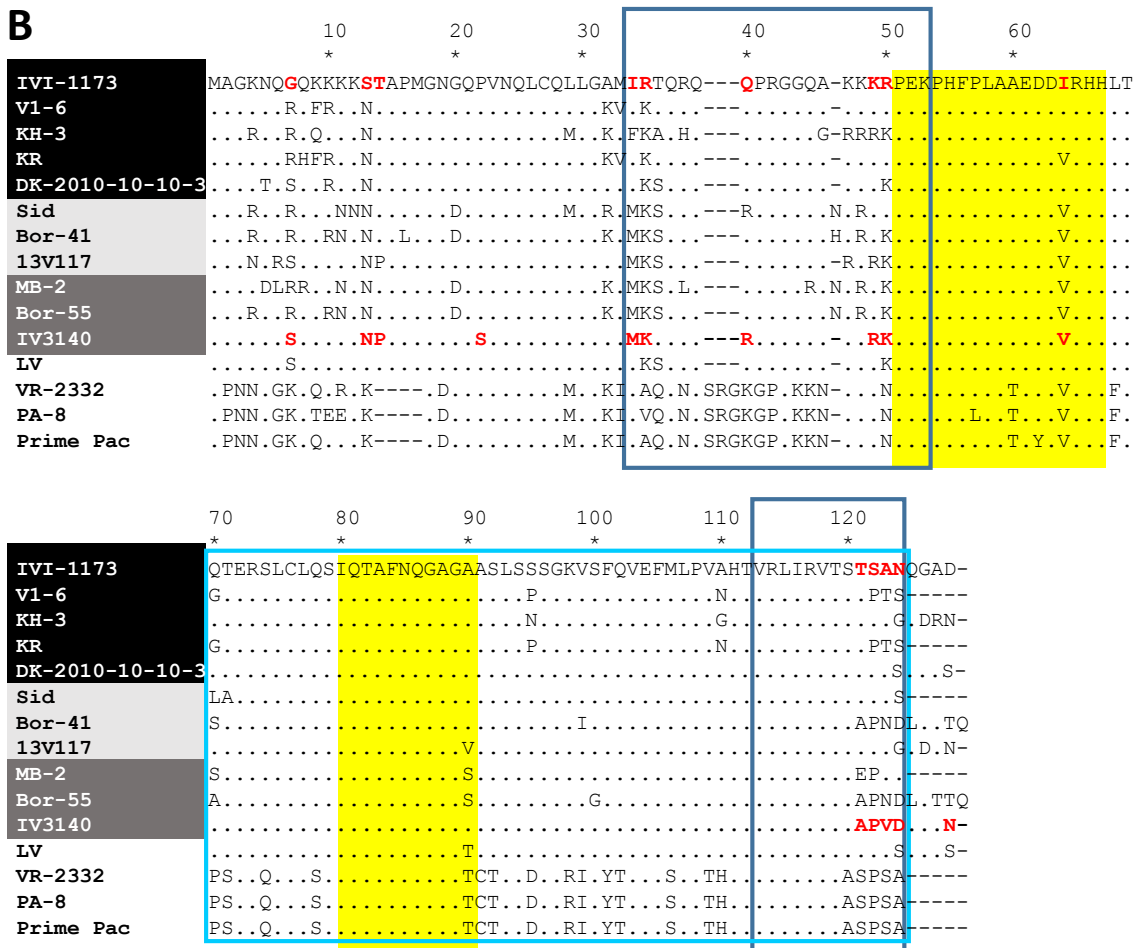 B
10 20 30 40 50 60
* * * * * *
IVI-1173 MAGKNQGQKKKKSTAPMGNGQPVNQLCQLLGAMIRTQRQ---QPRGGQA-KKKRPEKPHFPLAAEDDIRHHLT
V1-6 ......R.FR..N..................KV.K....---.......-.......................
KH-3 ...R..R.Q...N...............M..K.FKA.H.---......G-RRRK...................
KR ......RHFR..N..................KV.K....---.......-.................V.....
DK-2010-10-10-3 ....T.S..R..N.....................KS...---.......-...K...................
Sid ...R..R...NNN......D........M..R.MKS...---R......N.R...............V.....
Bor-41 ...R..R..RN.N..L...D...........K.MKS...---.......H.R.K.............V.....
13V117 ...N.RS.....NP...................MKS...---.......-R.RK.............V.....
MB-2 ....DLRR..N.N......D...........K.MKS.L.---.....R.N.R.K.............V.....
Bor-55 ...R..R..RN.N......D...........K.MKS...---.......N.R.K.............V.....
IV3140 ......S.....NP.......S...........MK....---R......-..RK.............V.....
LV ......S...........................KS...---.......-...K...................
VR-2332 .PNN.GK.Q.R.K----.D.........M..KI.AQ.N.SRGKGP.KKN-...N.........T...V...F.
PA-8 .PNN.GK.TEE.K----.D.........M..KI.VQ.N.SRGKGP.KKN-...N......L..T...V...F.
Prime Pac .PNN.GK.Q...K----.D.........M..KI.AQ.N.SRGKGP.KKN-...N.........T.Y.V...F.
70 80 90 100 110 120
* * * * * *
IVI-1173 QTERSLCLQSIQTAFNQGAGAASLSSSGKVSFQVEFMLPVAHTVRLIRVTSTSANQGAD-
V1-6 G........................P..............N...........PTS-----
KH-3 .........................N..............G.............G.DRN-
KR G........................P..............N...........PTS-----
DK-2010-10-10-3 ......................................................S...S-
Sid LA....................................................S-----
Bor-41 S............................I.....................APNDL..TQ
13V117 ....................V.................................G.D.N-
MB-2 S...................S..............................EP..-----
Bor-55 A...................S.........G....................APNDL.TTQ
IV3140 ...................................................APVD...N-
LV ....................T.................................S...S-
VR-2332 PS..Q...S...........TCT..D..RI.YT...S..TH.........ASPSA-----
PA-8 PS..Q...S...........TCT..D..RI.YT...S..TH.........ASPSA-----
Prime Pac PS..Q...S...........TCT..D..RI.YT...S..TH.........ASPSA-----